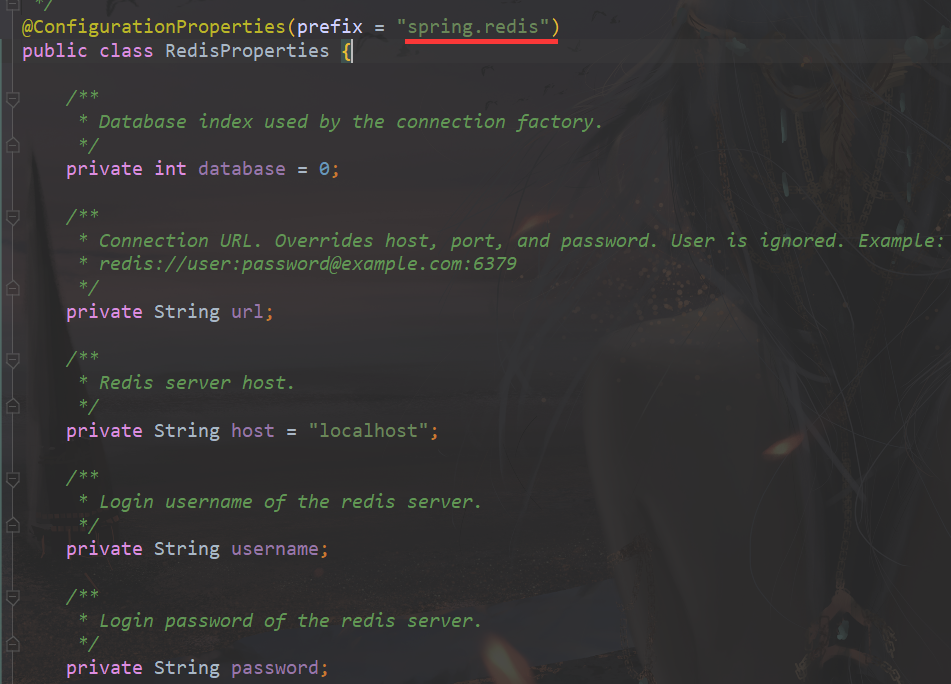 */
@ConfigurationProperties(prefix = "spring.redis")
public class RedisProperties {
/**
* Database index used by the connection factory.
*/
private int database = 0;
/**
* Connection URL. Overrides host, port, and password. User is ignored. Example:
* redis://user:password@example.com:6379
*/
private String url;
/**
* Redis server host.
*/
private String host = "localhost";
/**
* Login username of the redis server.
*/
private String username;
/**
* Login password of the redis server.
*/
private String password;